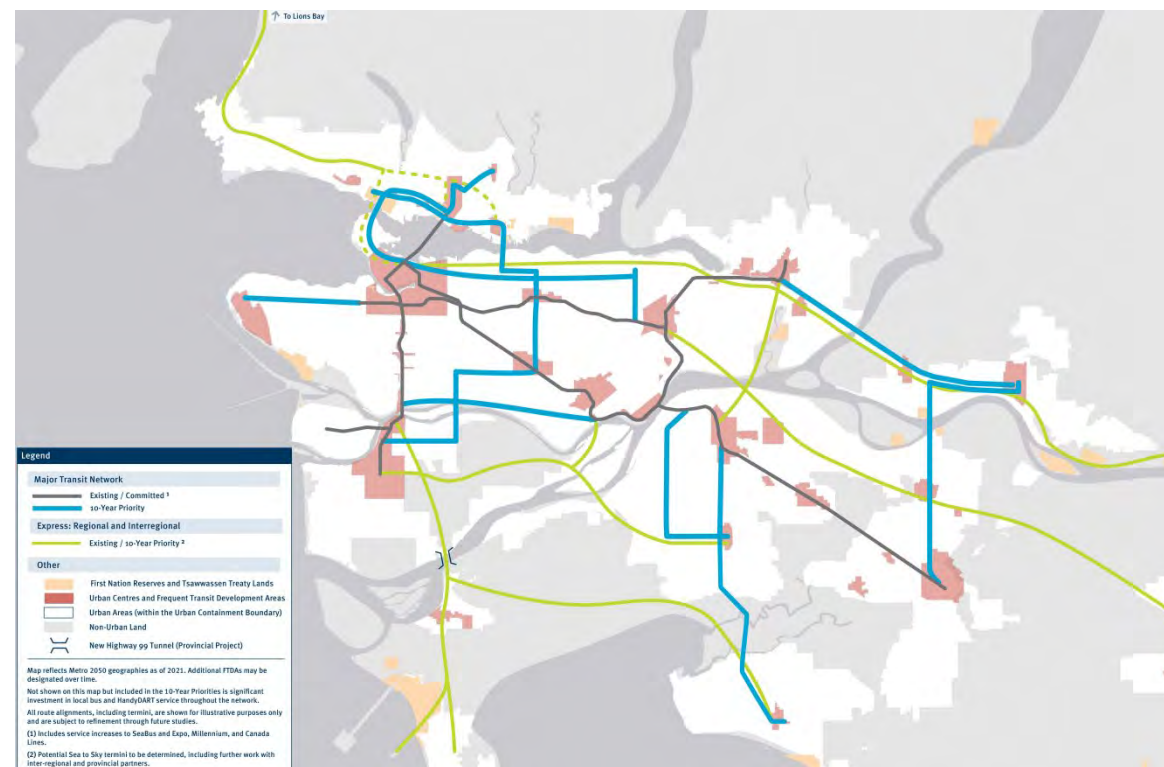 To Lions Bay
Legend
Major Transit Network
Existing / Committed ¹
10-Year Priority
Express: Regional and Interregional
Existing / 10-Year Priority ²
Other
First Nation Reserves and Tsawwassen Treaty Lands
Urban Centres and Frequent Transit Development Areas
Urban Areas (within the Urban Containment Boundary)
Non-Urban Land
New Highway 99 Tunnel (Provincial Project)
Map reflects Metro 2050 geographies as of 2021. Additional FTDAs may be
designated over time.
Not shown on this map but included in the 10-Year Priorities is significant
investment in local bus and HandyDART service throughout the network.
All route alignments, including termini, are shown for illustrative purposes only
and are subject to refinement through future studies.
(1) Includes service increases to SeaBus and Expo, Millennium, and Canada
Lines.
(2) Potential Sea to Sky termini to be determined, including further work with
inter-regional and provincial partners.